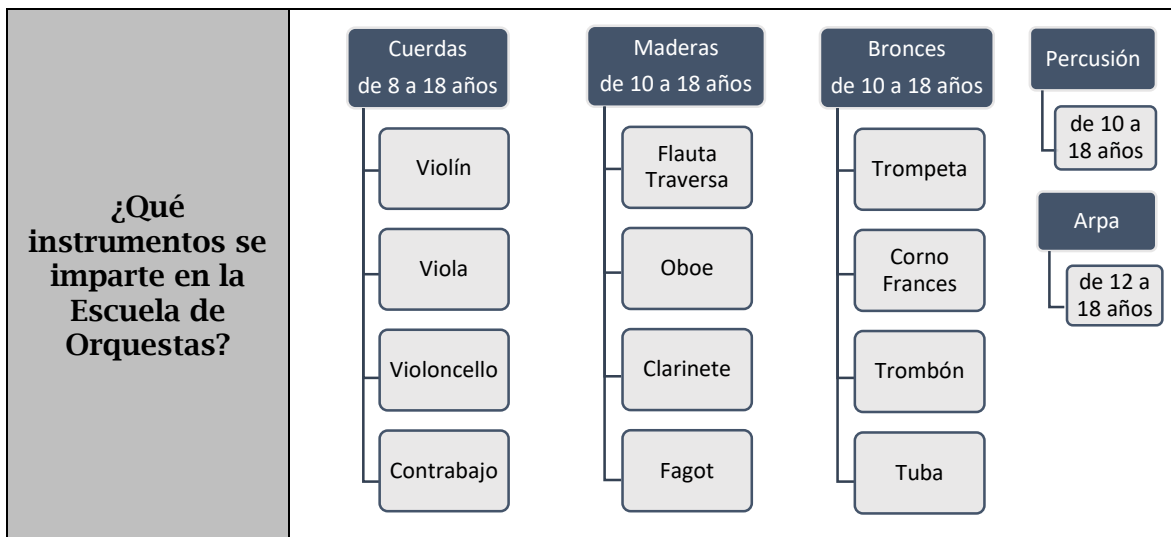 ¿Qué
instrumentos se
imparte en la
Escuela de
Orquestas?
Cuerdas
de 8 a 18 años
Violín
Viola
Violoncello
Contrabajo
Maderas
de 10 a 18 años
Flauta
Traversa
Oboe
Clarinete
Fagot
Bronces
de 10 a 18 años
Trompeta
Corno
Frances
Trombón
Tuba
Percusión
de 10 a
18 años
Arpa
de 12 a
18 años